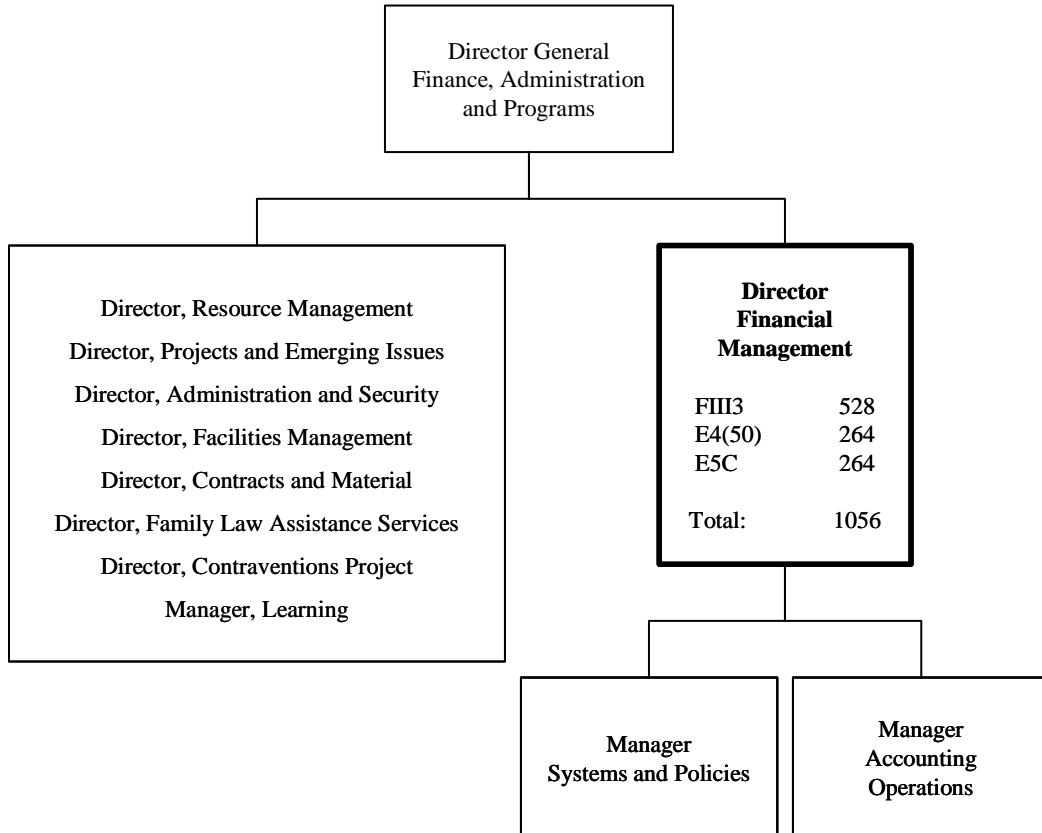 Director General
Finance, Administration
and Programs
Director, Resource Management
Director, Projects and Emerging Issues
Director, Administration and Security
Director, Facilities Management
Director, Contracts and Material
Director, Family Law Assistance Services
Director, Contraventions Project
Manager, Learning
Director
Financial
Management
FIII3 528
E4(50) 264
E5C 264
Total: 1056
Manager
Systems and Policies
Manager
Accounting
Operations